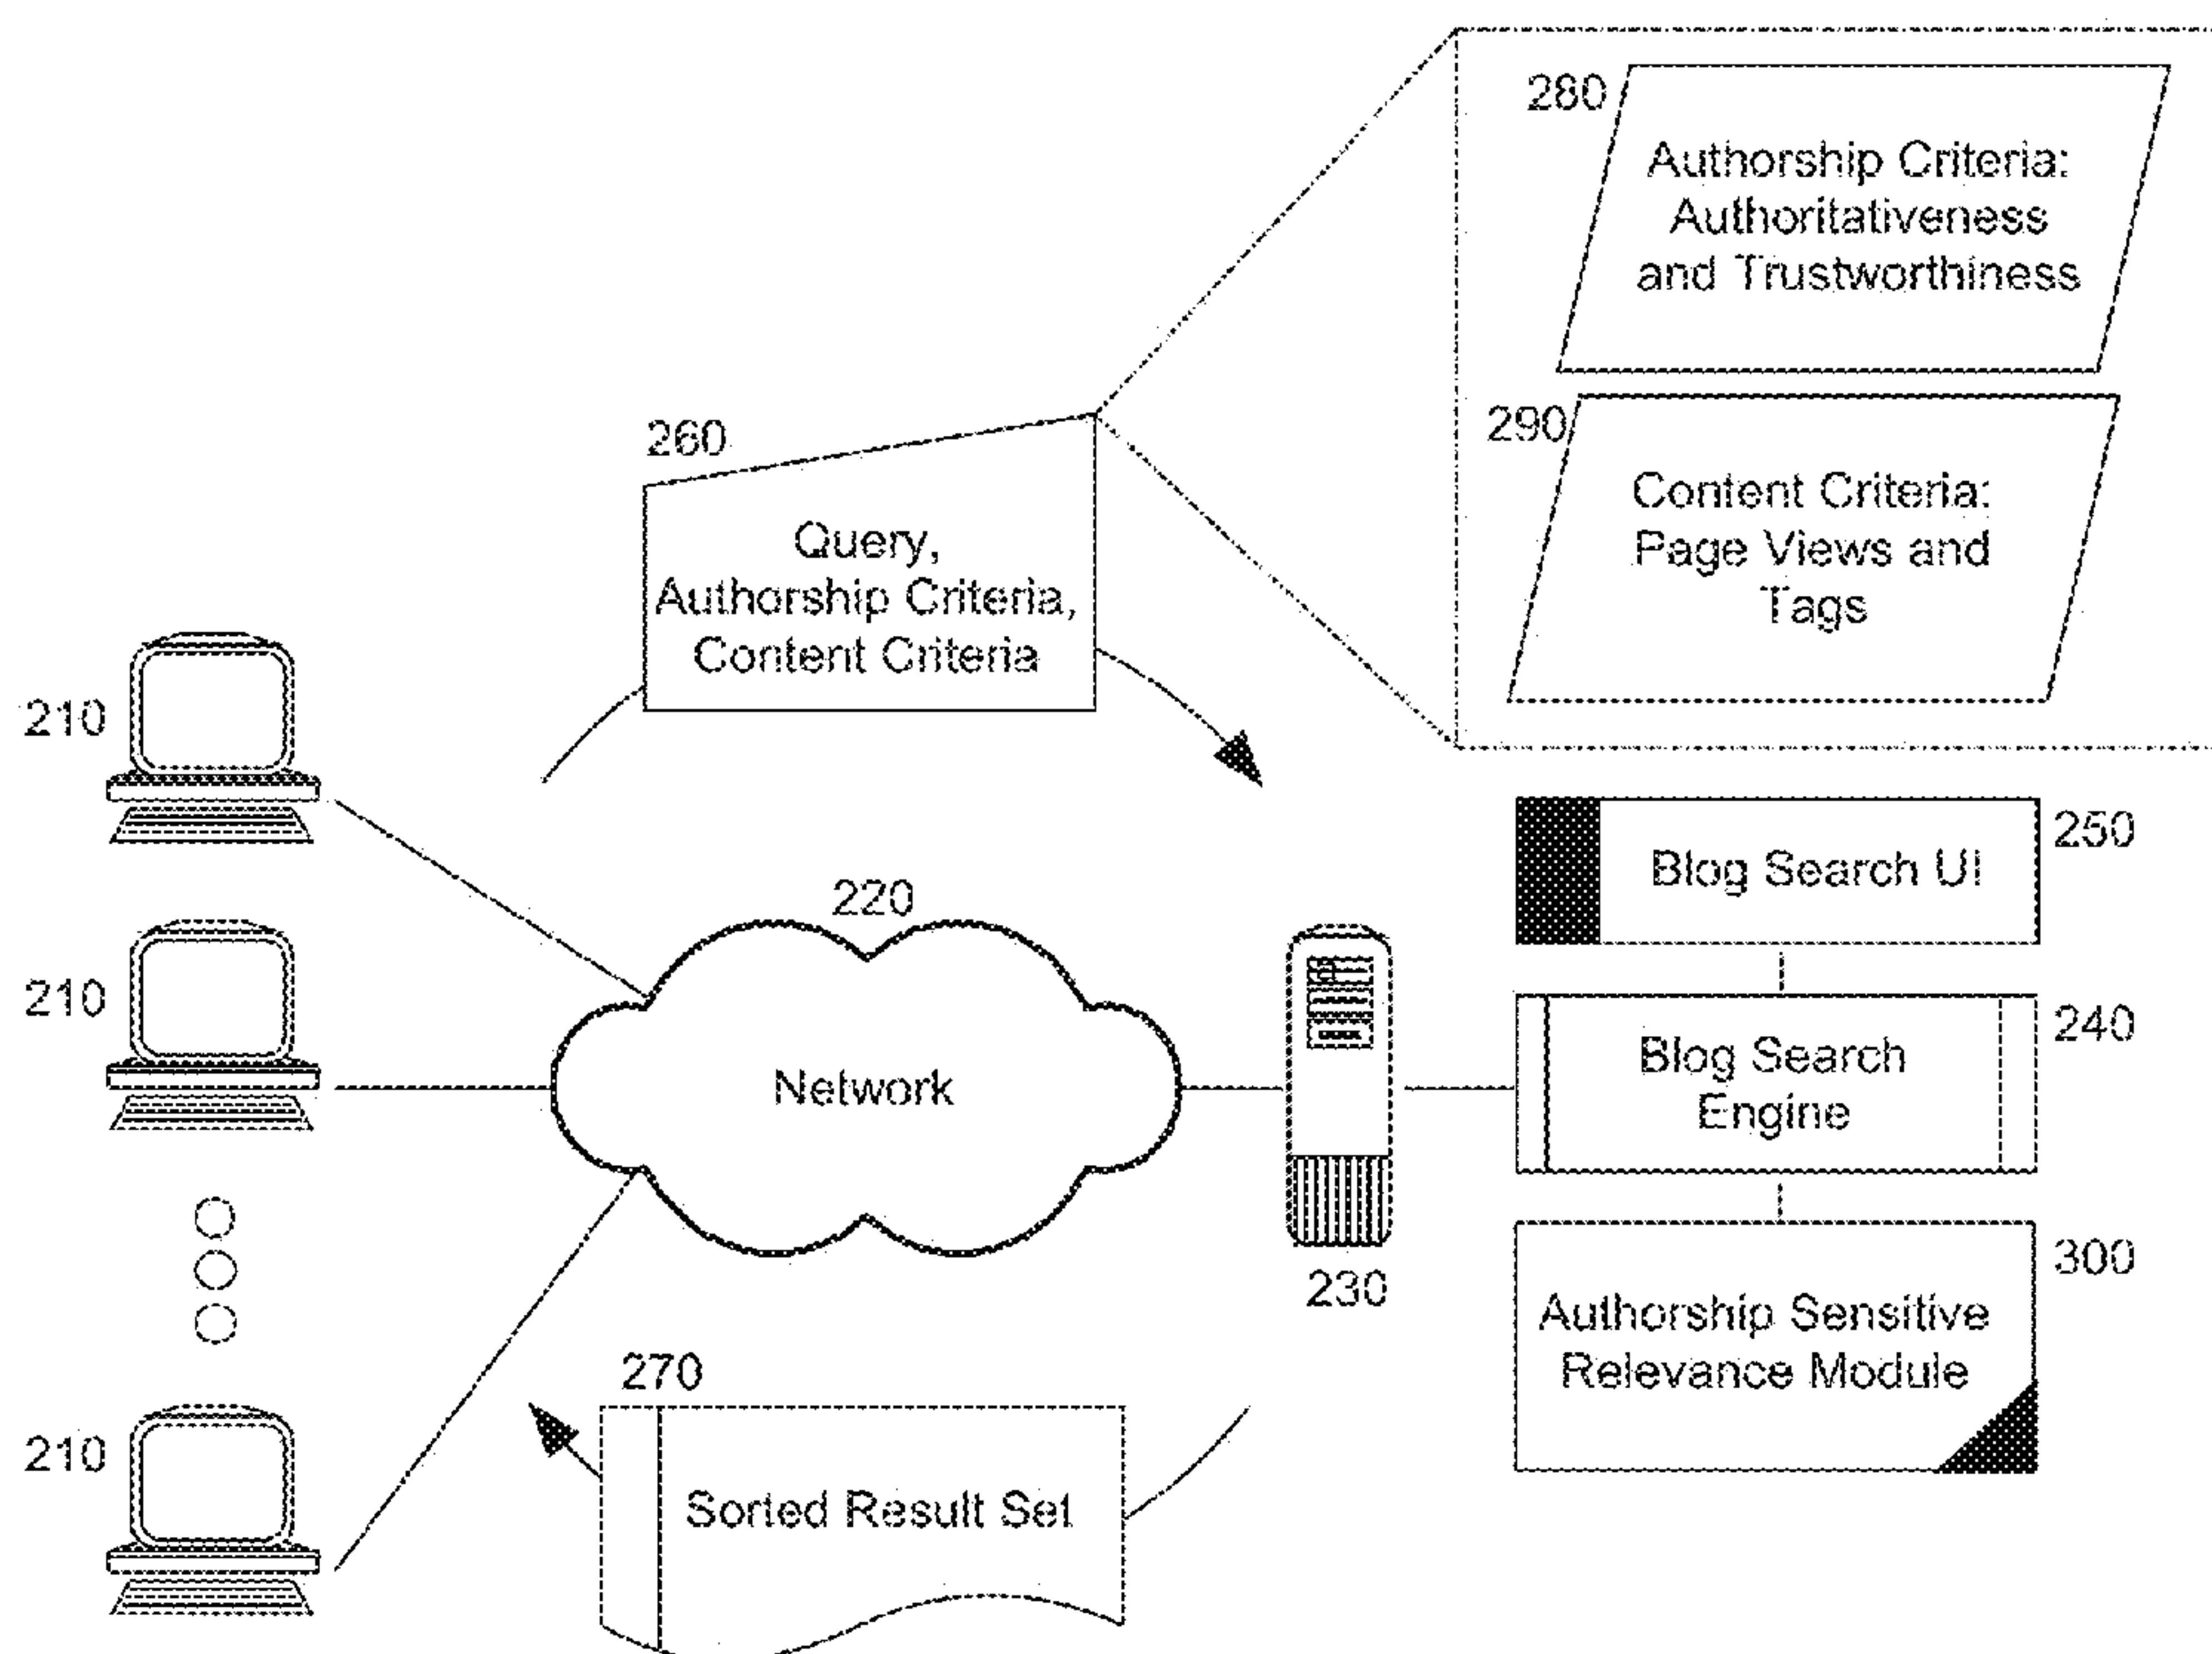 280
Authorship Criteria:
Authoritativeness
and Trustworthiness
290
Content Criteria:
Page Views and
Tags
260
Query,
Authorship Criteria,
Content Criteria
210
210
210
220
Network
230
250
Blog Search UI
240
Blog Search
Engine
300
Authorship Sensitive
Relevance Module
270
Sorted Result Set